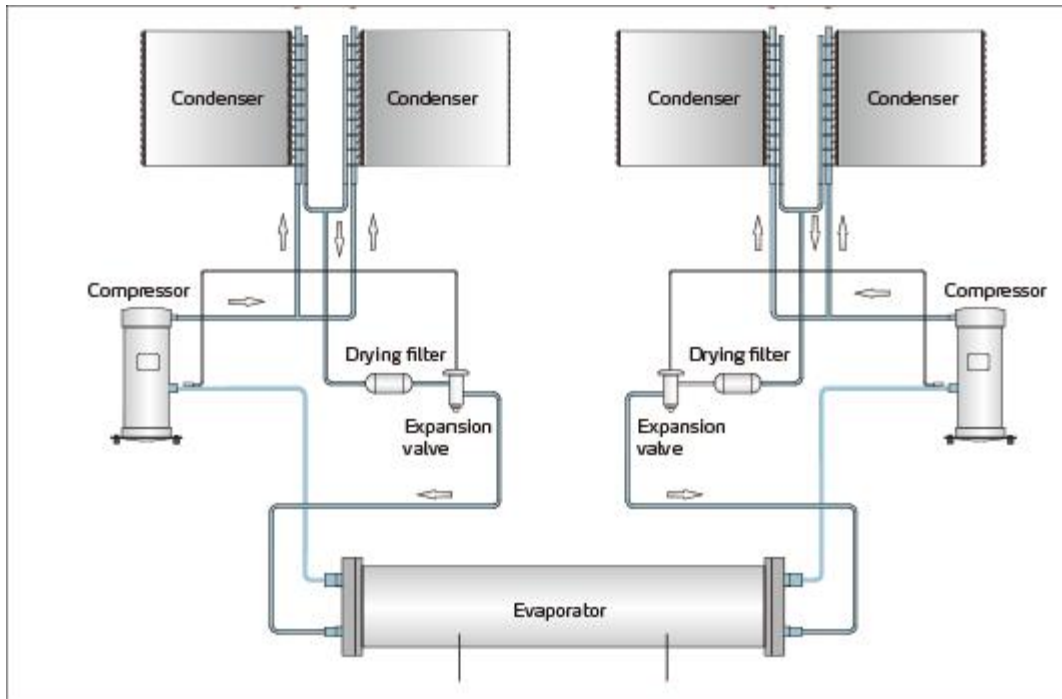 Condenser
Condenser
Condenser
Condenser
Compressor
Compressor
Drying filter
Drying filter
Expansion
valve
Expansion
valve
Evaporator